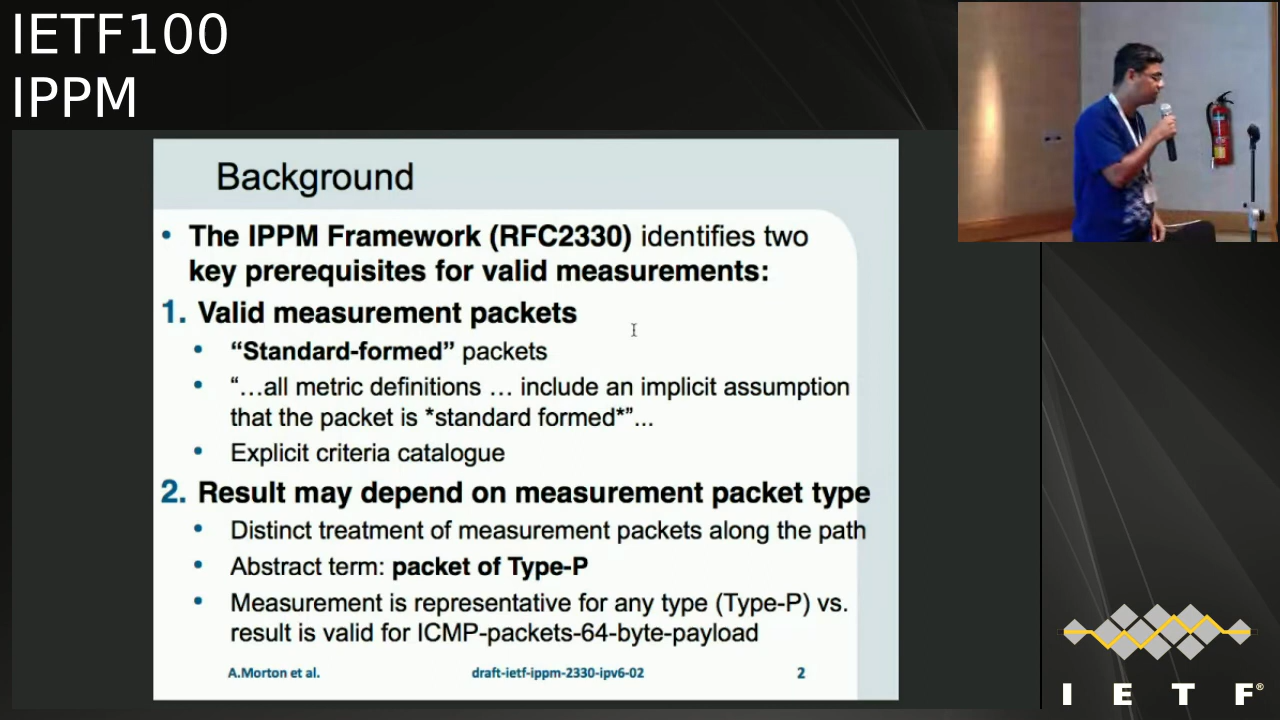 IETF100
IPPM
Background
• The IPPM Framework (RFC2330) identifies two
key prerequisites for valid measurements:
1. Valid measurement packets
• “Standard-formed” packets
• “…all metric definitions … include an implicit assumption
that the packet is *standard formed*”...
• Explicit criteria catalogue
2. Result may depend on measurement packet type
• Distinct treatment of measurement packets along the path
• Abstract term: packet of Type-P
• Measurement is representative for any type (Type-P) vs.
result is valid for ICMP-packets-64-byte-payload
A.Morton et al. draft-ietf-ippm-2330-ipv6-02 2
I E T F®